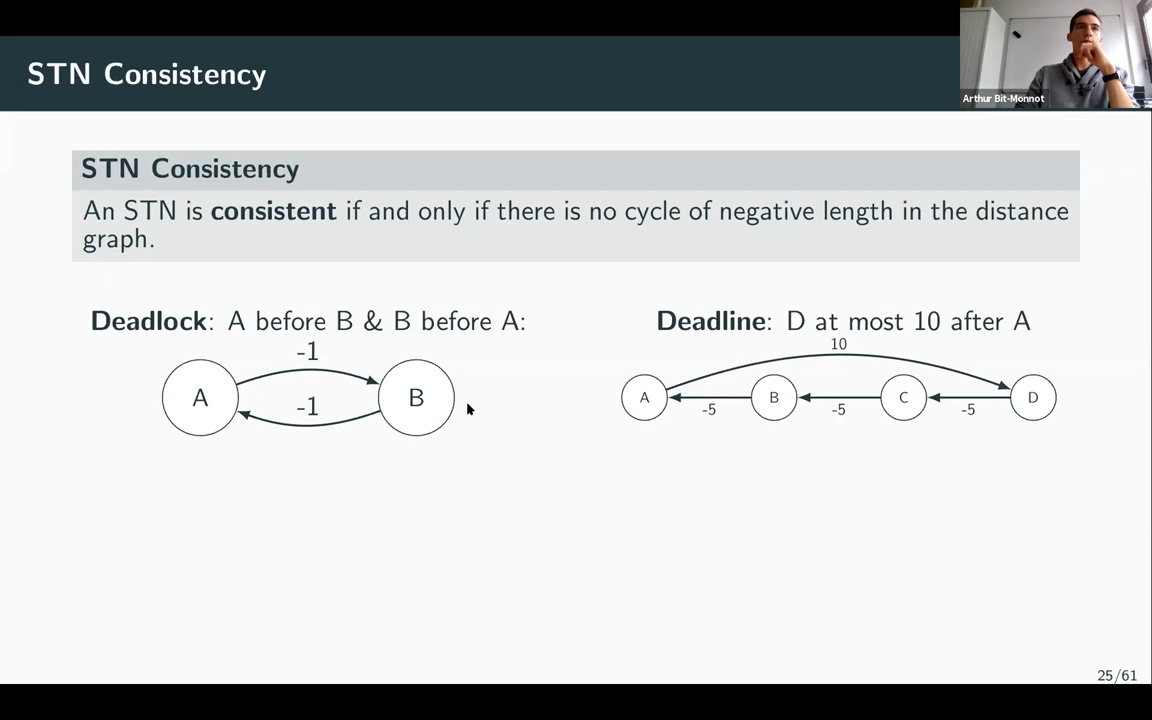 STN Consistency
Arthur Bit-Monnot
STN Consistency
An STN is consistent if and only if there is no cycle of negative length in the distance
graph.
Deadlock: A before B & B before A:
-1
A
B
-1
Deadline: D at most 10 after A
10
A
B
C
D
-5
-5
-5
25/61